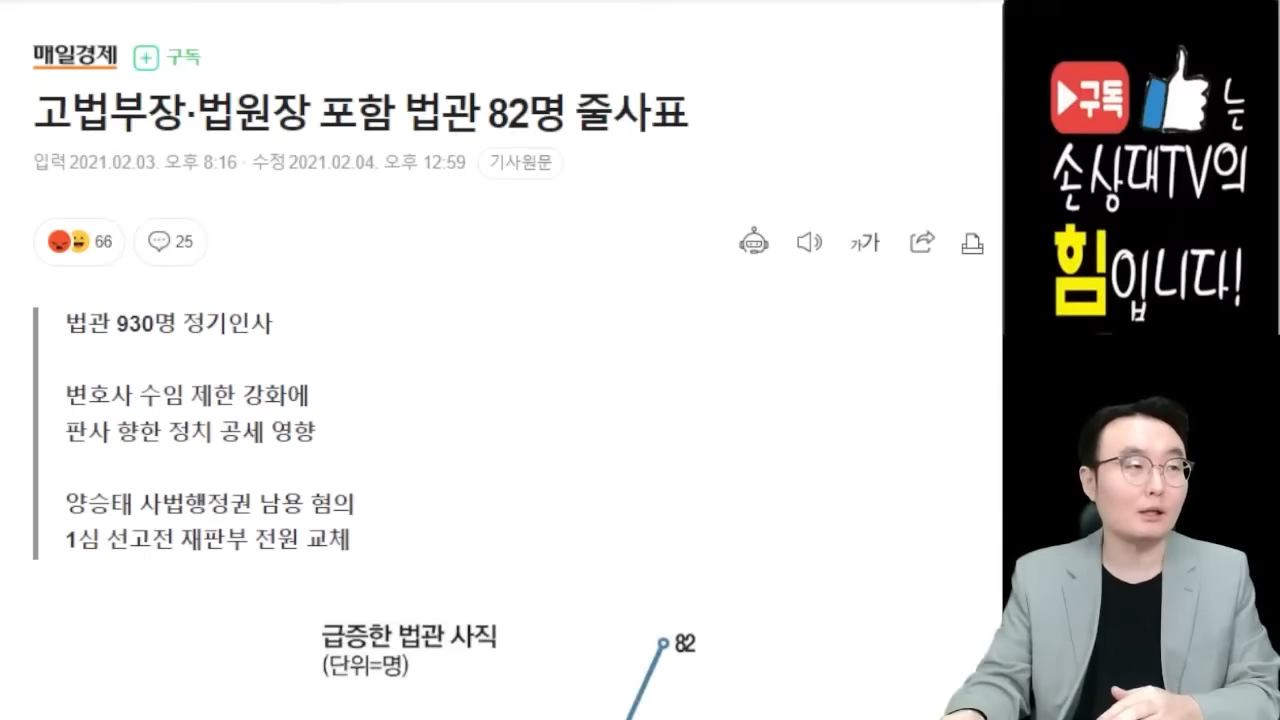 매일경제 + 구독
고법부장·법원장 포함 법관 82명 줄사표
입력 2021.02.03. 오후 8:16 · 수정 2021.02.04. 오후 12:59 기사원문
66 25 가가
법관 930명 정기인사
변호사 수임 제한 강화에
판사 향한 정치 공세 영향
양승태 사법행정권 남용 혐의
1심 선고전 재판부 전원 교체
급증한 법관 사직
(단위=명)
82
구독 는
손상대TV의
힘입니다!